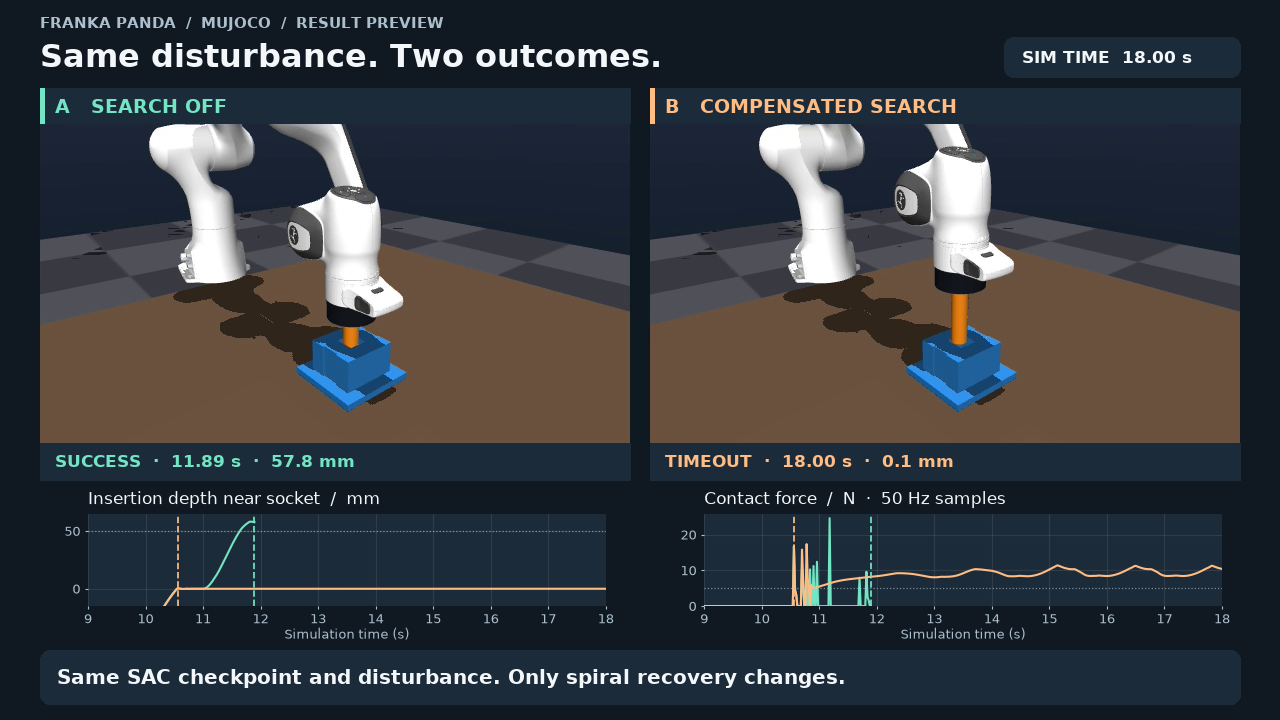 FRANKA PANDA / MUJOCO / RESULT PREVIEW
Same disturbance. Two outcomes.
SIM TIME 18.00 s
A SEARCH OFF
B COMPENSATED SEARCH
SUCCESS · 11.89 s · 57.8 mm
TIMEOUT · 18.00 s · 0.1 mm
Insertion depth near socket / mm
50
0
9 10 11 12 13 14 15 16 17 18
Simulation time (s)
Contact force / N · 50 Hz samples
20
10
0
9 10 11 12 13 14 15 16 17 18
Simulation time (s)
Same SAC checkpoint and disturbance. Only spiral recovery changes.